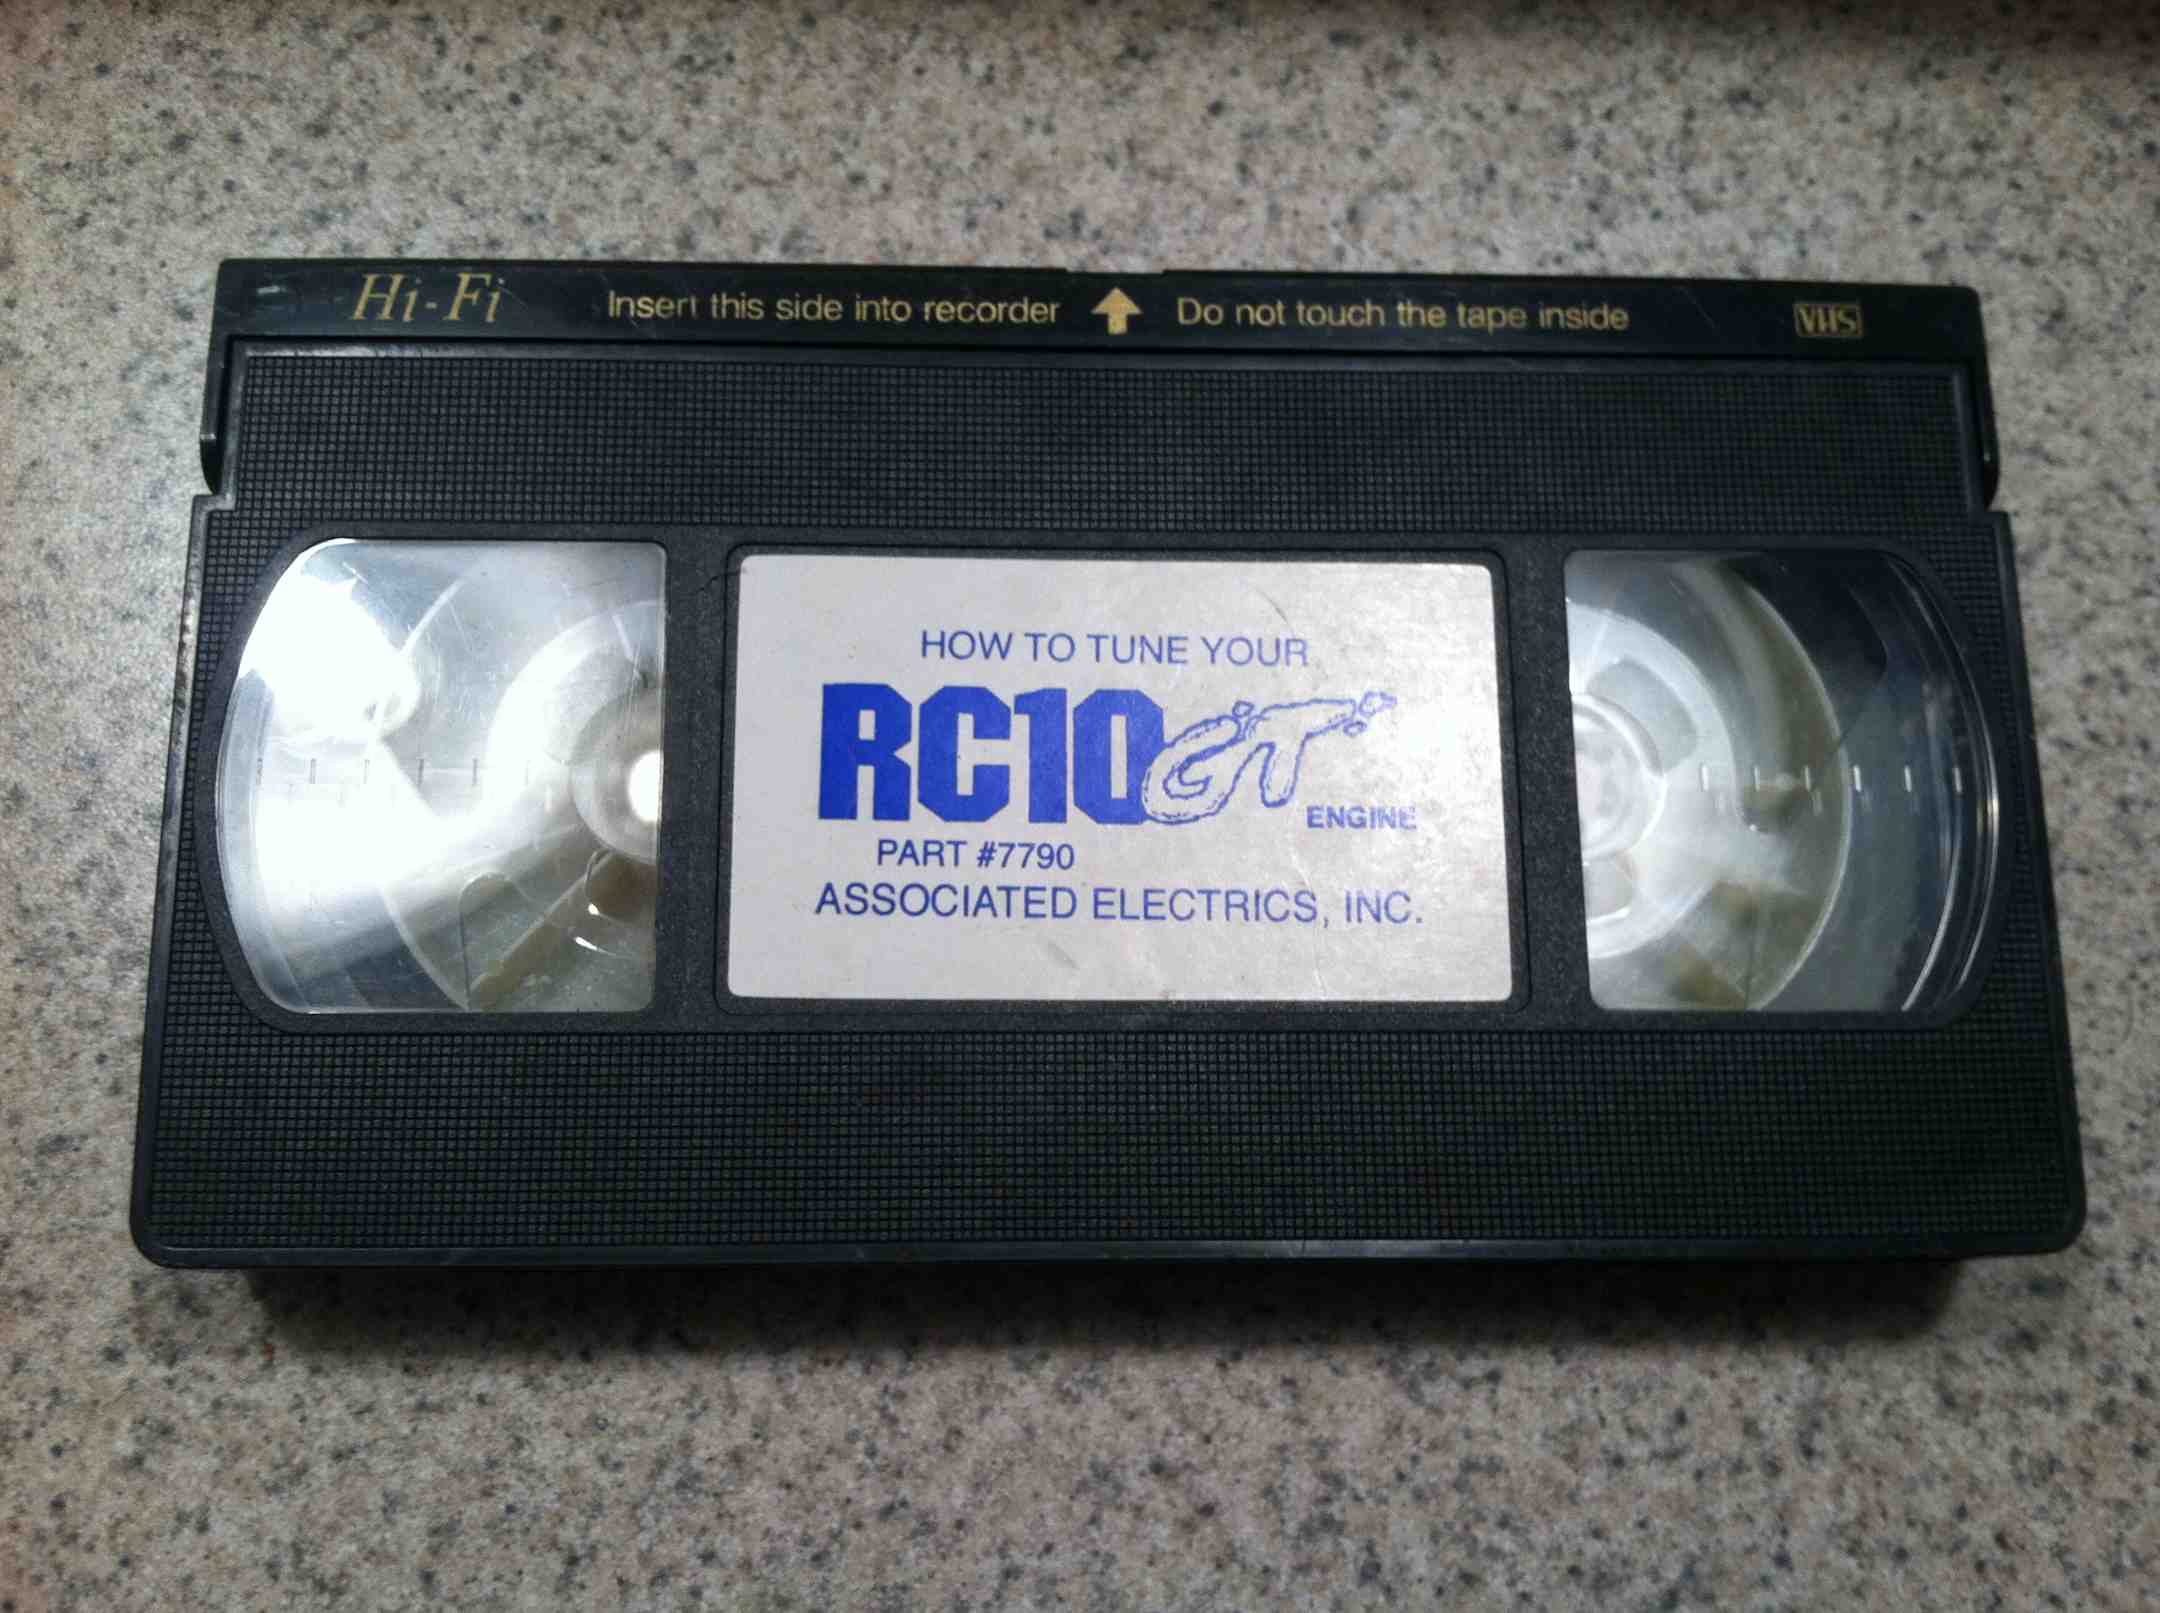 Hi-Fi Insert this side into recorder Do not touch the tape inside VHS
HOW TO TUNE YOUR
RC10GT
ENGINE
PART #7790
ASSOCIATED ELECTRICS, INC.